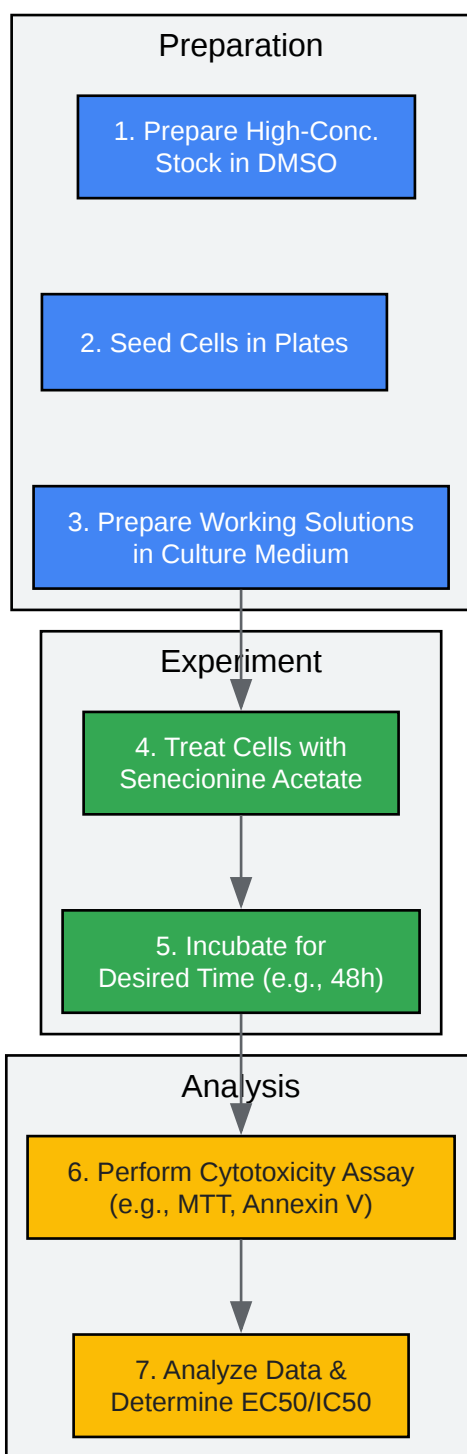 Preparation
1. Prepare High-Conc.
Stock in DMSO
2. Seed Cells in Plates
3. Prepare Working Solutions
in Culture Medium
Experiment
4. Treat Cells with
Senecionine Acetate
5. Incubate for
Desired Time (e.g., 48h)
Analysis
6. Perform Cytotoxicity Assay
(e.g., MTT, Annexin V)
7. Analyze Data &
Determine EC50/IC50